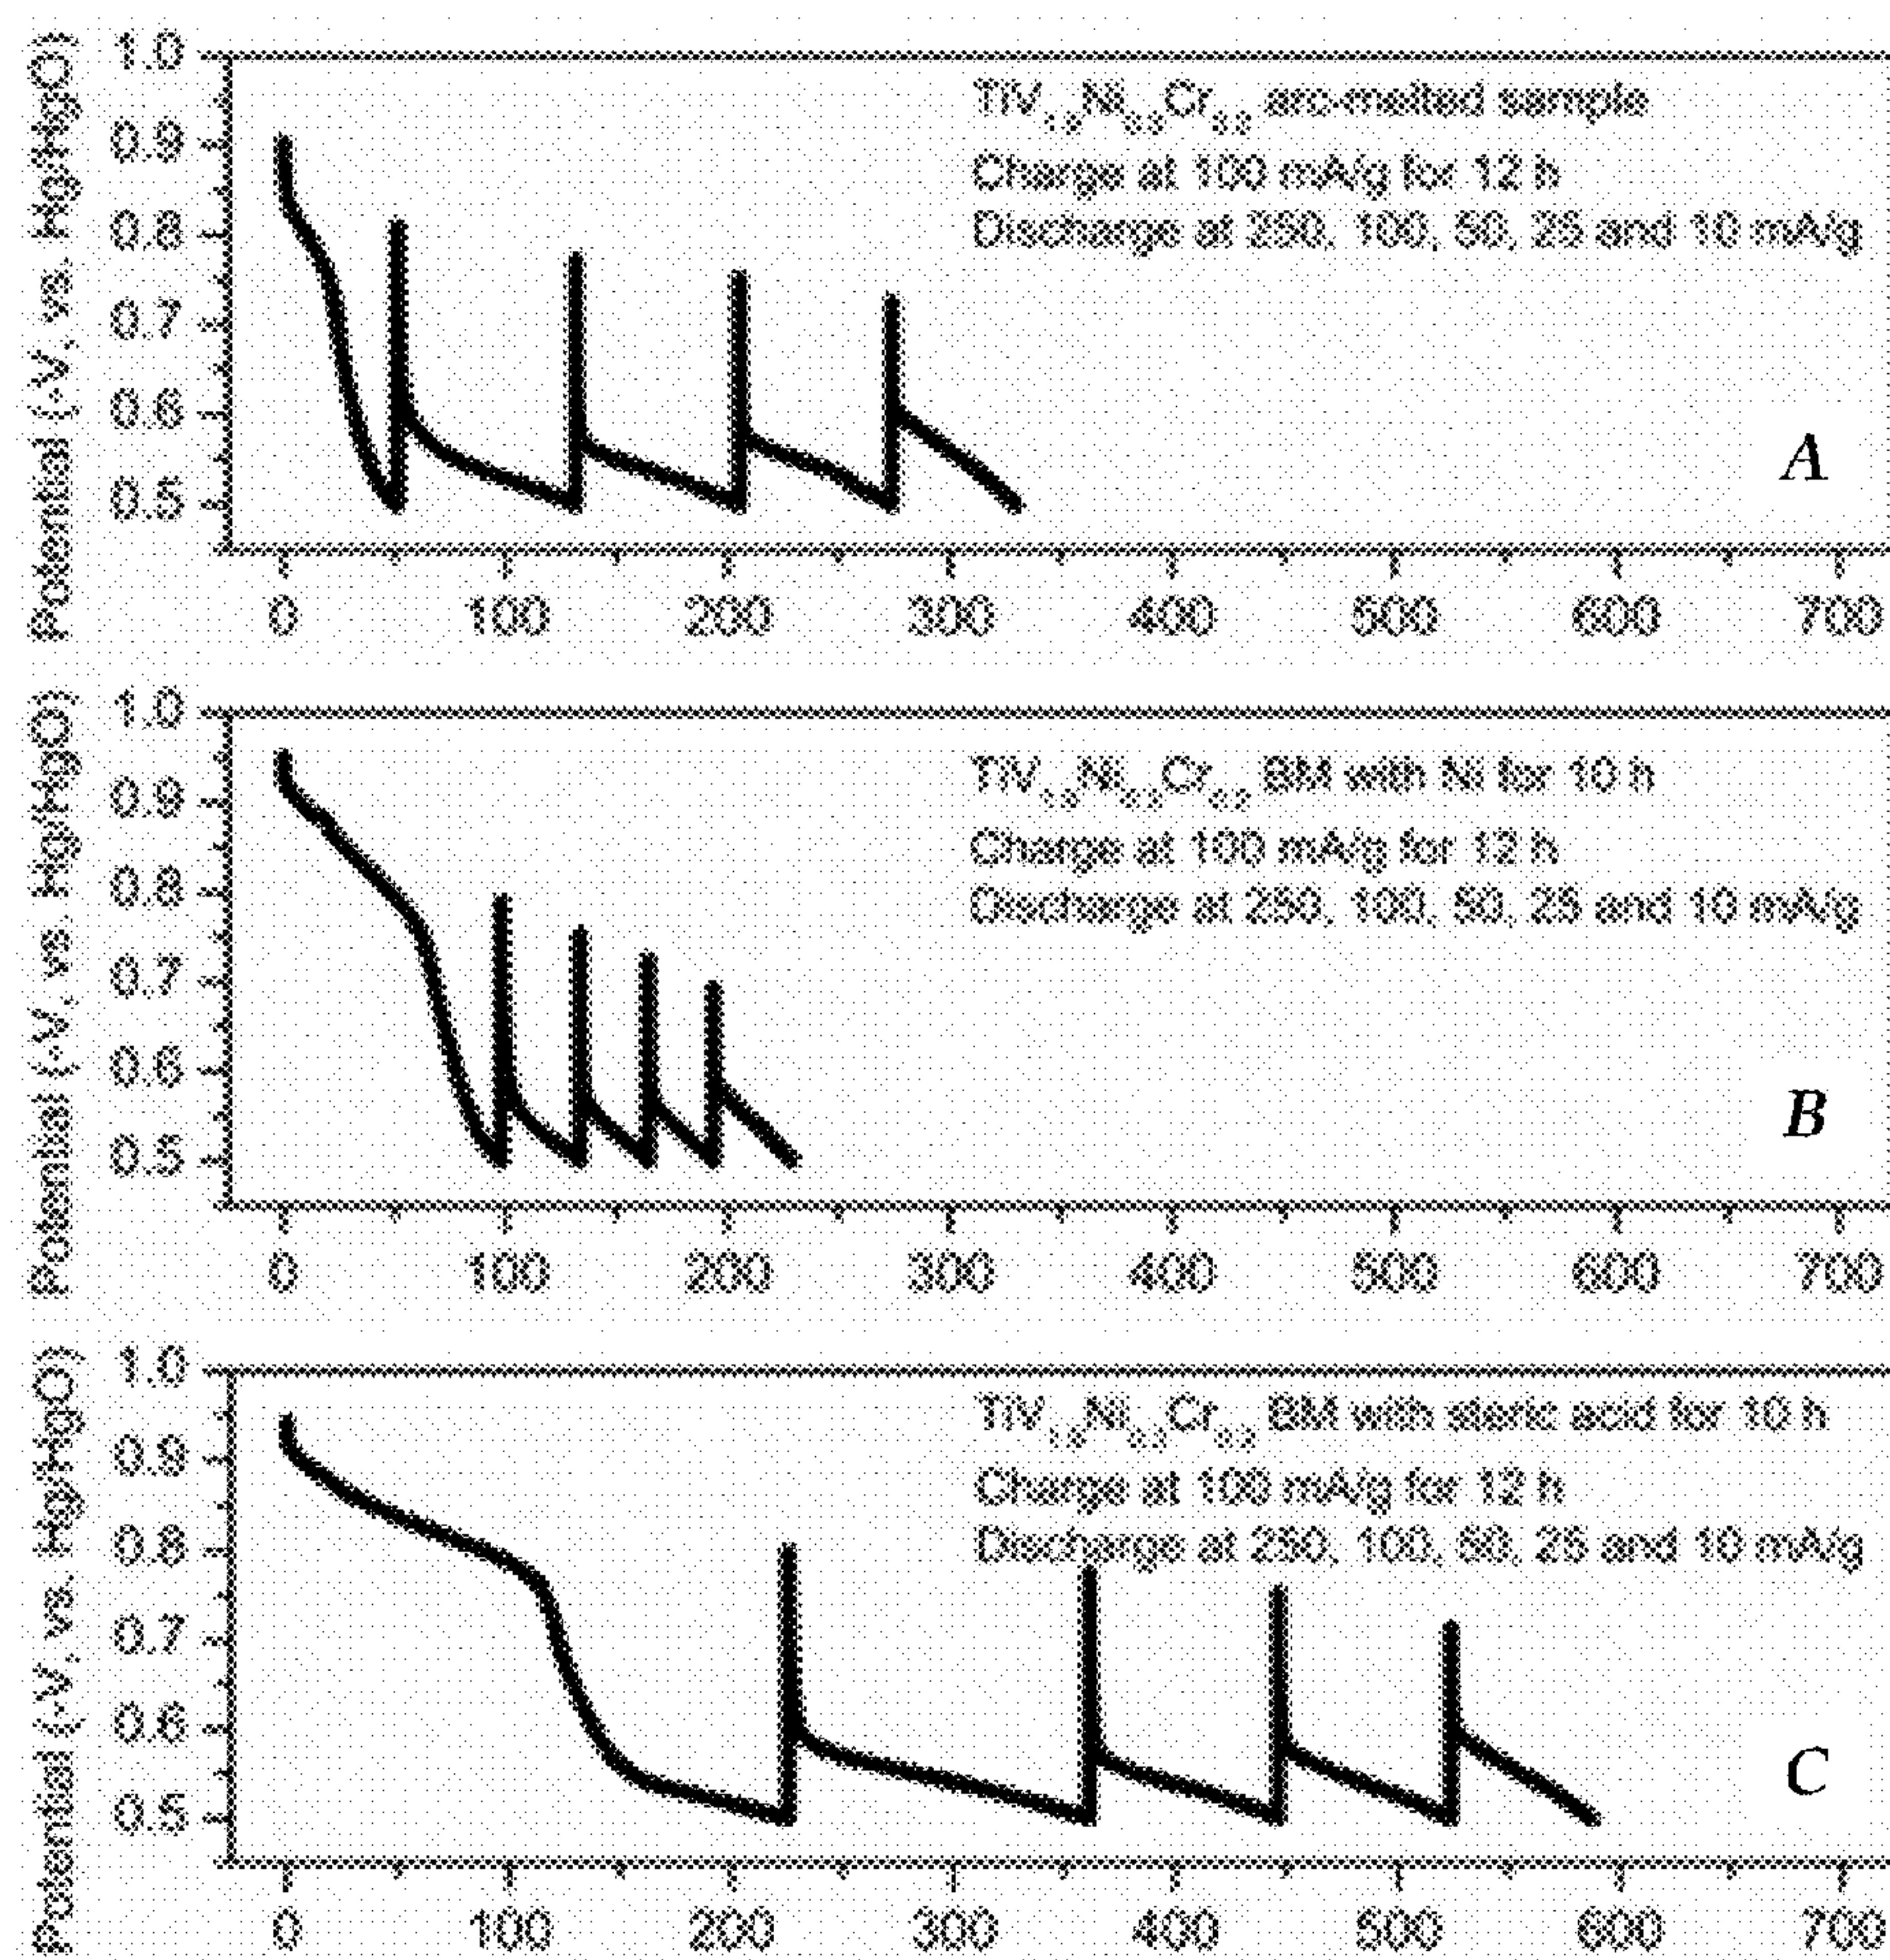 Potential (-V, vs. Hg/HgO)
1.0
0.9
0.8
0.7
0.6
0.5
TiV Ni Cr arc-melted sample
Charge at 100 mA/g for 12 h
Discharge at 250, 100, 50, 25 and 10 mA/g
A
0 100 200 300 400 500 600 700
Potential (-V, vs. Hg/HgO)
1.0
0.9
0.8
0.7
0.6
0.5
TiV Ni Cr BM with Ni for 10 h
Charge at 100 mA/g for 12 h
Discharge at 250, 100, 50, 25 and 10 mA/g
B
0 100 200 300 400 500 600 700
Potential (-V, vs. Hg/HgO)
1.0
0.9
0.8
0.7
0.6
0.5
TiV Ni Cr BM with steric acid for 10 h
Charge at 100 mA/g for 12 h
Discharge at 250, 100, 50, 25 and 10 mA/g
C
0 100 200 300 400 500 600 700